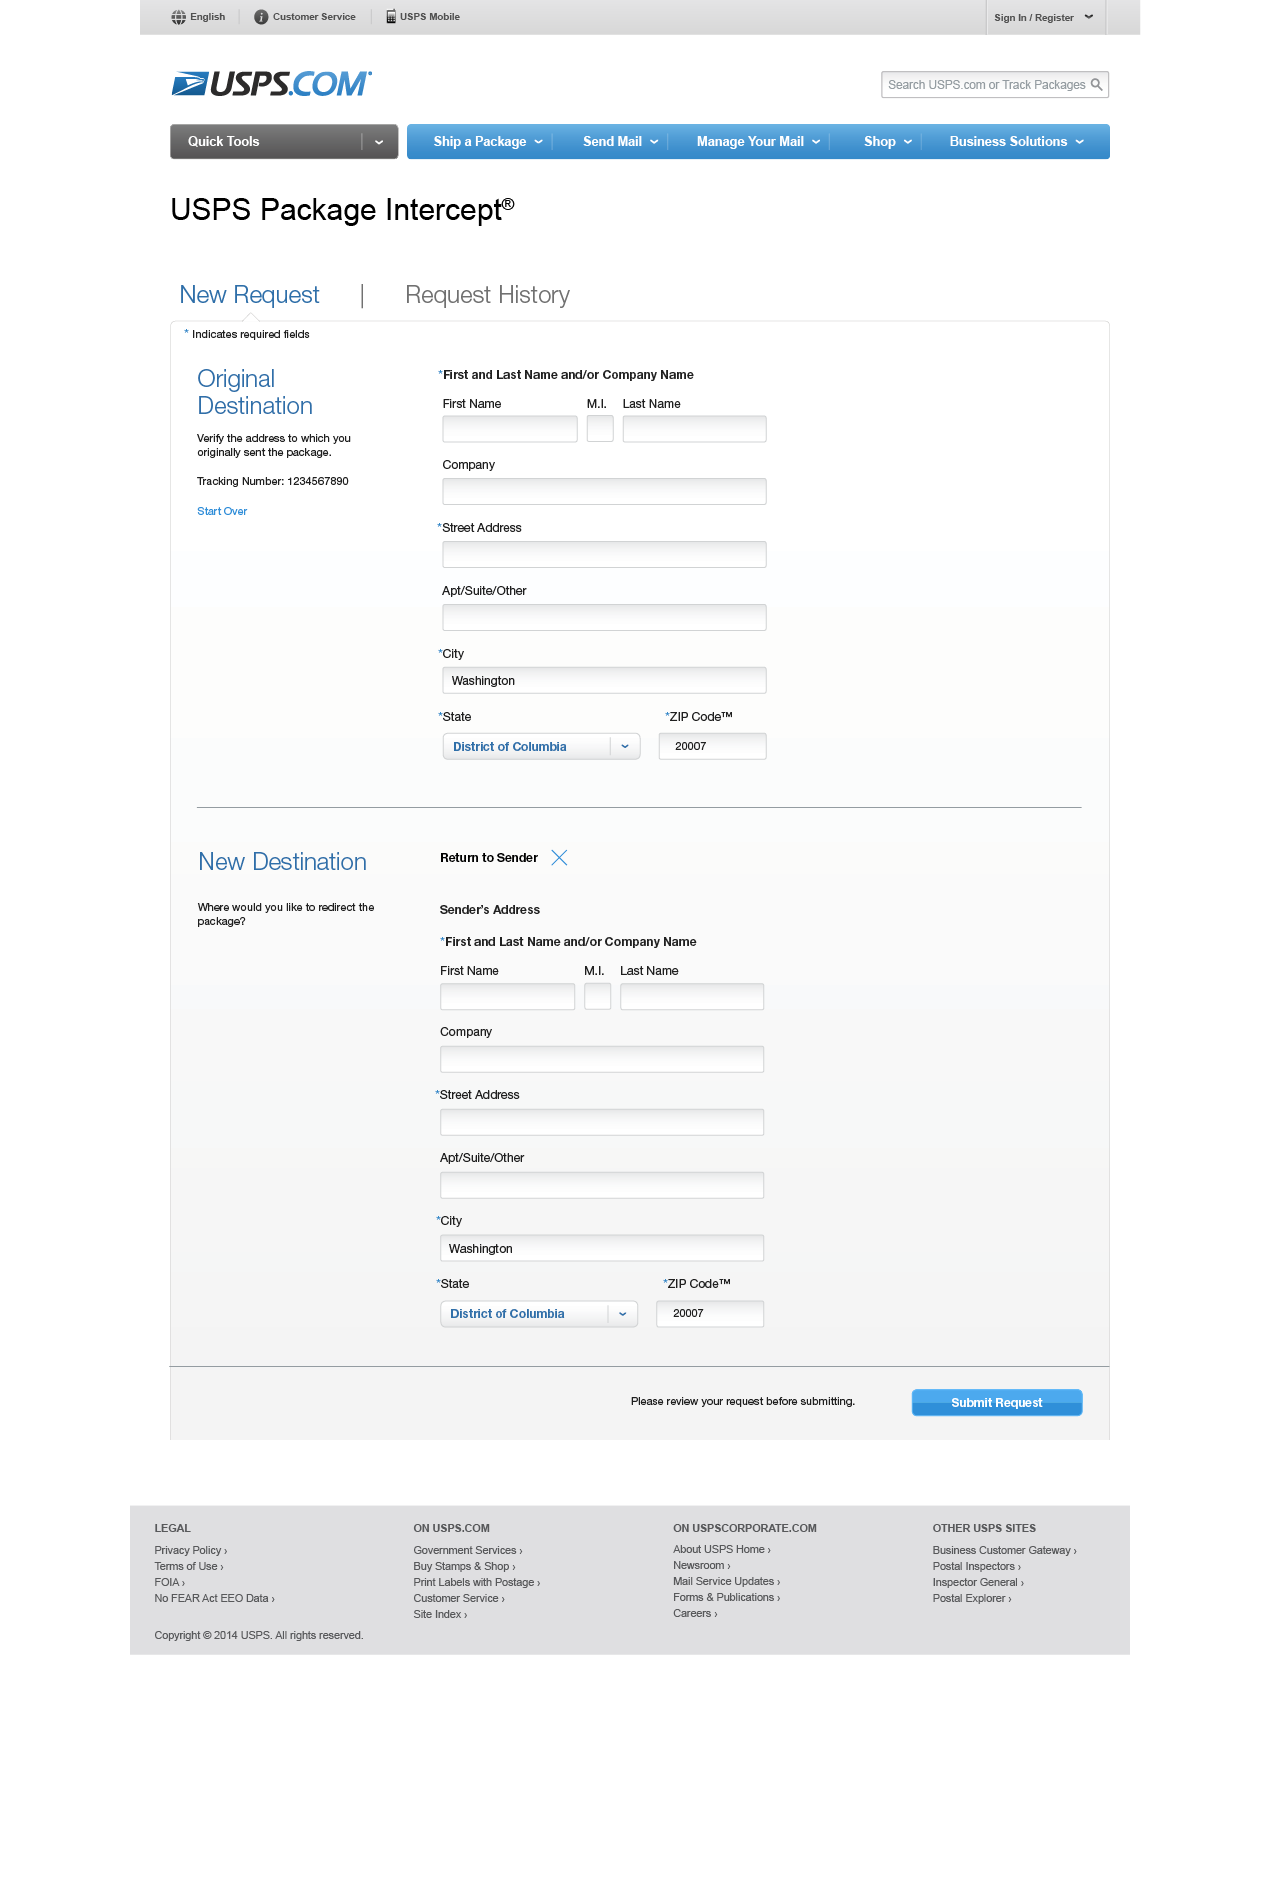 English
Customer Service
USPS Mobile
Sign In / Register
USPS.COM
Search USPS.com or Track Packages
Quick Tools
Ship a Package
Send Mail
Manage Your Mail
Shop
Business Solutions
USPS Package Intercept®
New Request | Request History
* Indicates required fields
Original
Destination
Verify the address to which you
originally sent the package.
Tracking Number: 1234567890
Start Over
*First and Last Name and/or Company Name
First Name M.I. Last Name
Company
*Street Address
Apt/Suite/Other
*City
Washington
*State *ZIP Code™
District of Columbia 20007
New Destination
Where would you like to redirect the
package?
Return to Sender
Sender's Address
*First and Last Name and/or Company Name
First Name M.I. Last Name
Company
*Street Address
Apt/Suite/Other
*City
Washington
*State *ZIP Code™
District of Columbia 20007
Please review your request before submitting.
Submit Request
LEGAL
Privacy Policy ›
Terms of Use ›
FOIA ›
No FEAR Act EEO Data ›
Copyright © 2014 USPS. All rights reserved.
ON USPS.COM
Government Services ›
Buy Stamps & Shop ›
Print Labels with Postage ›
Customer Service ›
Site Index ›
ON USPSCORPORATE.COM
About USPS Home ›
Newsroom ›
Mail Service Updates ›
Forms & Publications ›
Careers ›
OTHER USPS SITES
Business Customer Gateway ›
Postal Inspectors ›
Inspector General ›
Postal Explorer ›